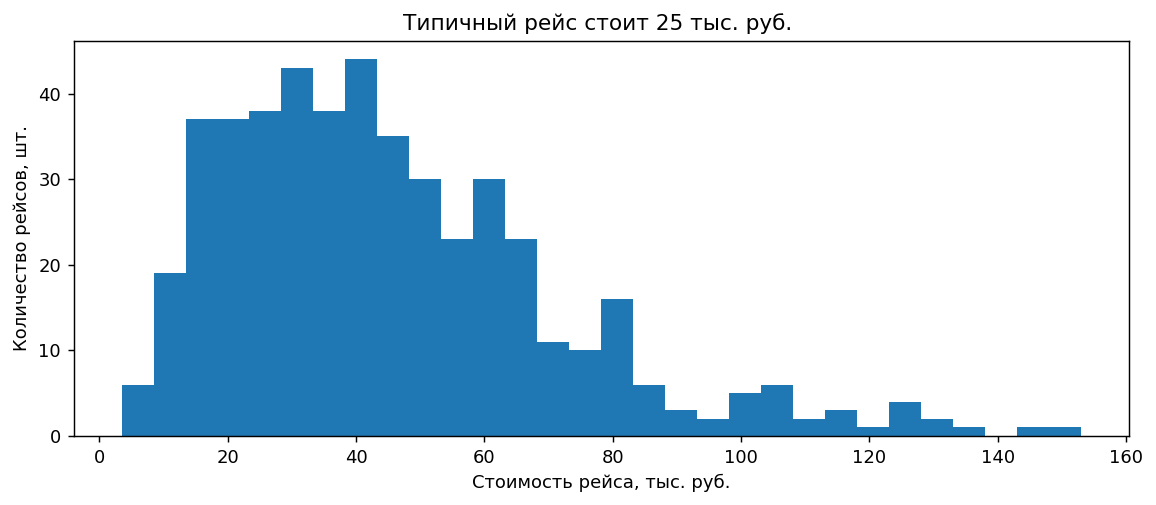 Типичный рейс стоит 25 тыс. руб.
Количество рейсов, шт.
40
30
20
10
0
0 20 40 60 80 100 120 140 160
Стоимость рейса, тыс. руб.